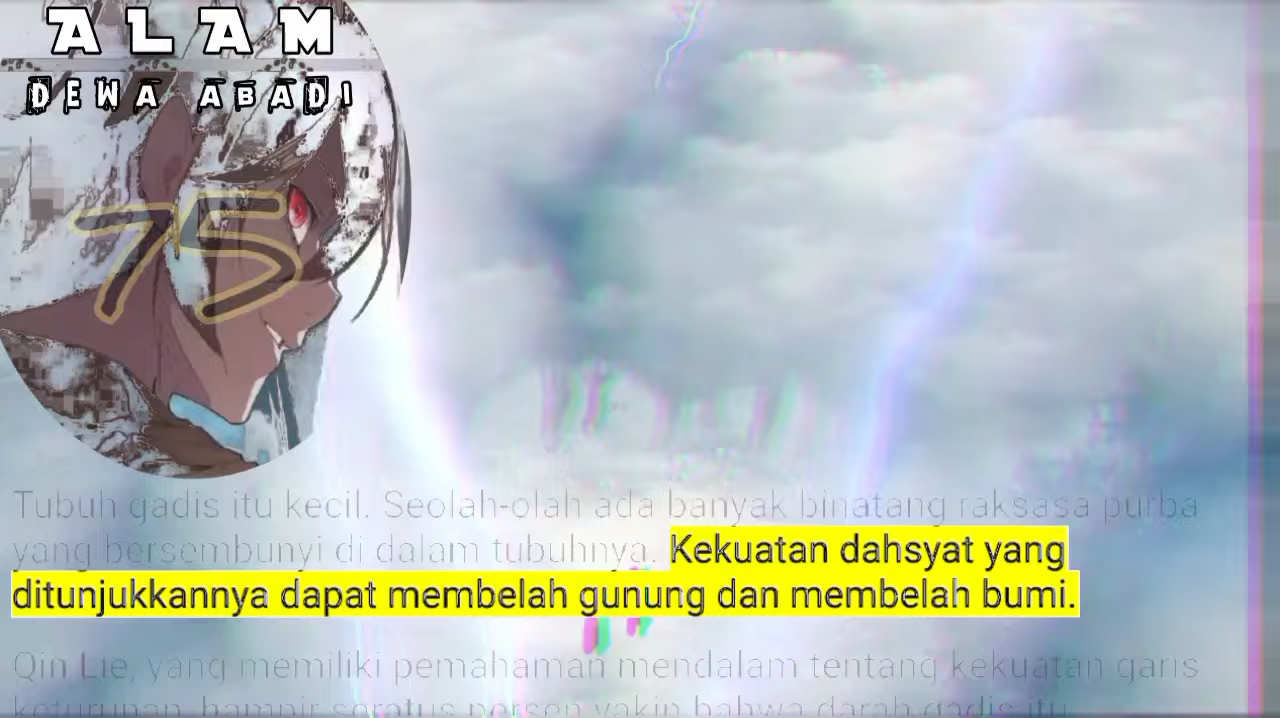 ALAM
DEWA ABADI
75
Tubuh gadis itu kecil. Seolah-olah ada banyak binatang raksasa purba
yang bersembunyi di dalam tubuhnya. Kekuatan dahsyat yang
ditunjukkannya dapat membelah gunung dan membelah bumi.
Qin Lie, yang memiliki pemahaman mendalam tentang kekuatan garis
keturunan, hampir seratus persen yakin bahwa darah gadis itu